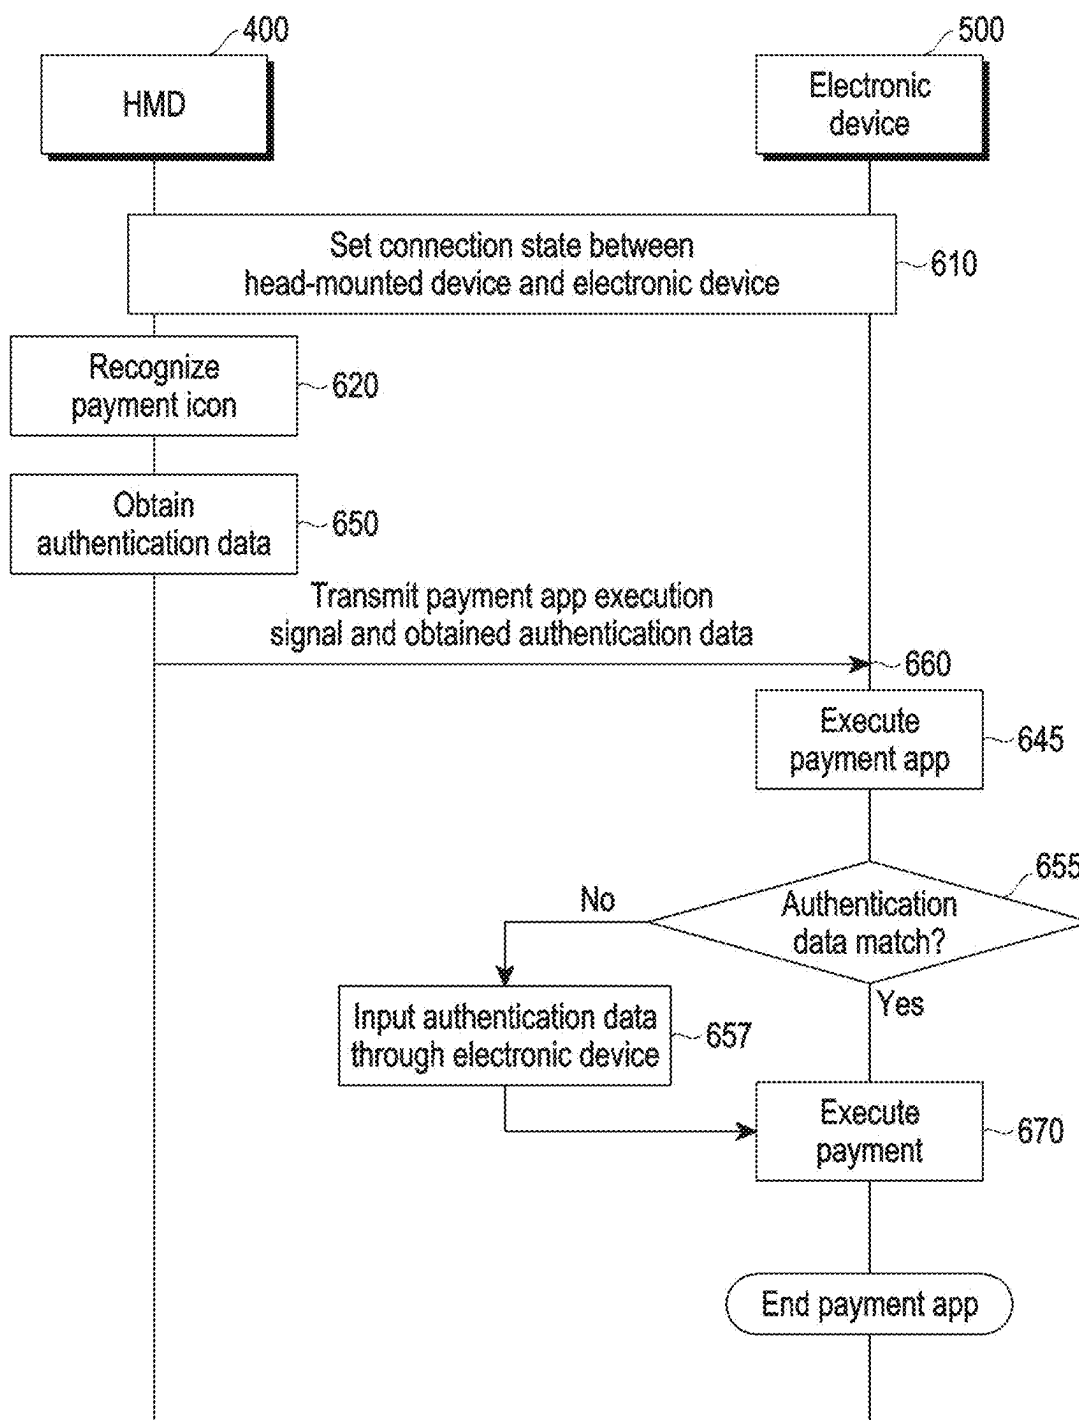 400
500
HMD
Electronic
device
Set connection state between
head-mounted device and electronic device
610
Recognize
payment icon
620
Obtain
authentication data
650
Transmit payment app execution
signal and obtained authentication data
660
Execute
payment app
645
655
No
Authentication
data match?
Yes
Input authentication data
through electronic device
657
Execute
payment
670
End payment app